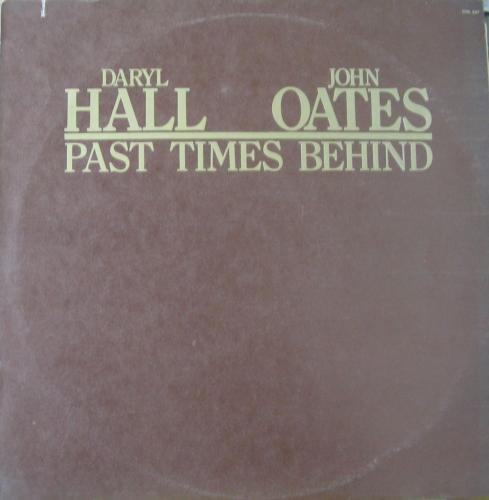 DARYL JOHN
HALL OATES
PAST TIMES BEHIND